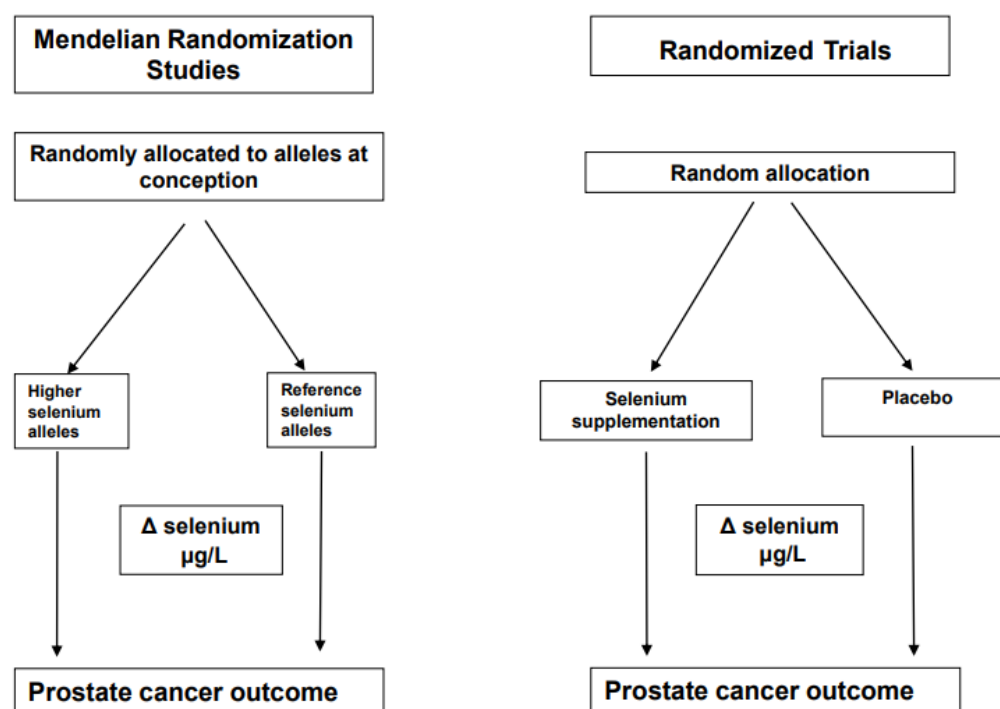 Mendelian Randomization
Studies
Randomly allocated to alleles at
conception
Higher
selenium
alleles
Reference
selenium
alleles
Δ selenium
µg/L
Prostate cancer outcome
Randomized Trials
Random allocation
Selenium
supplementation
Placebo
Δ selenium
µg/L
Prostate cancer outcome